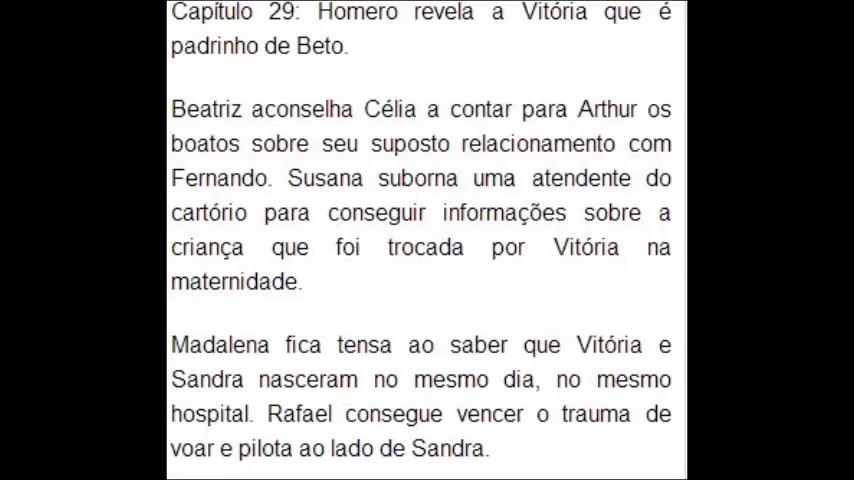 Capítulo 29: Homero revela a Vitória que é
padrinho de Beto.
Beatriz aconselha Célia a contar para Arthur os
boatos sobre seu suposto relacionamento com
Fernando. Susana suborna uma atendente do
cartório para conseguir informações sobre a
criança que foi trocada por Vitória na
maternidade.
Madalena fica tensa ao saber que Vitória e
Sandra nasceram no mesmo dia, no mesmo
hospital. Rafael consegue vencer o trauma de
voar e pilota ao lado de Sandra.